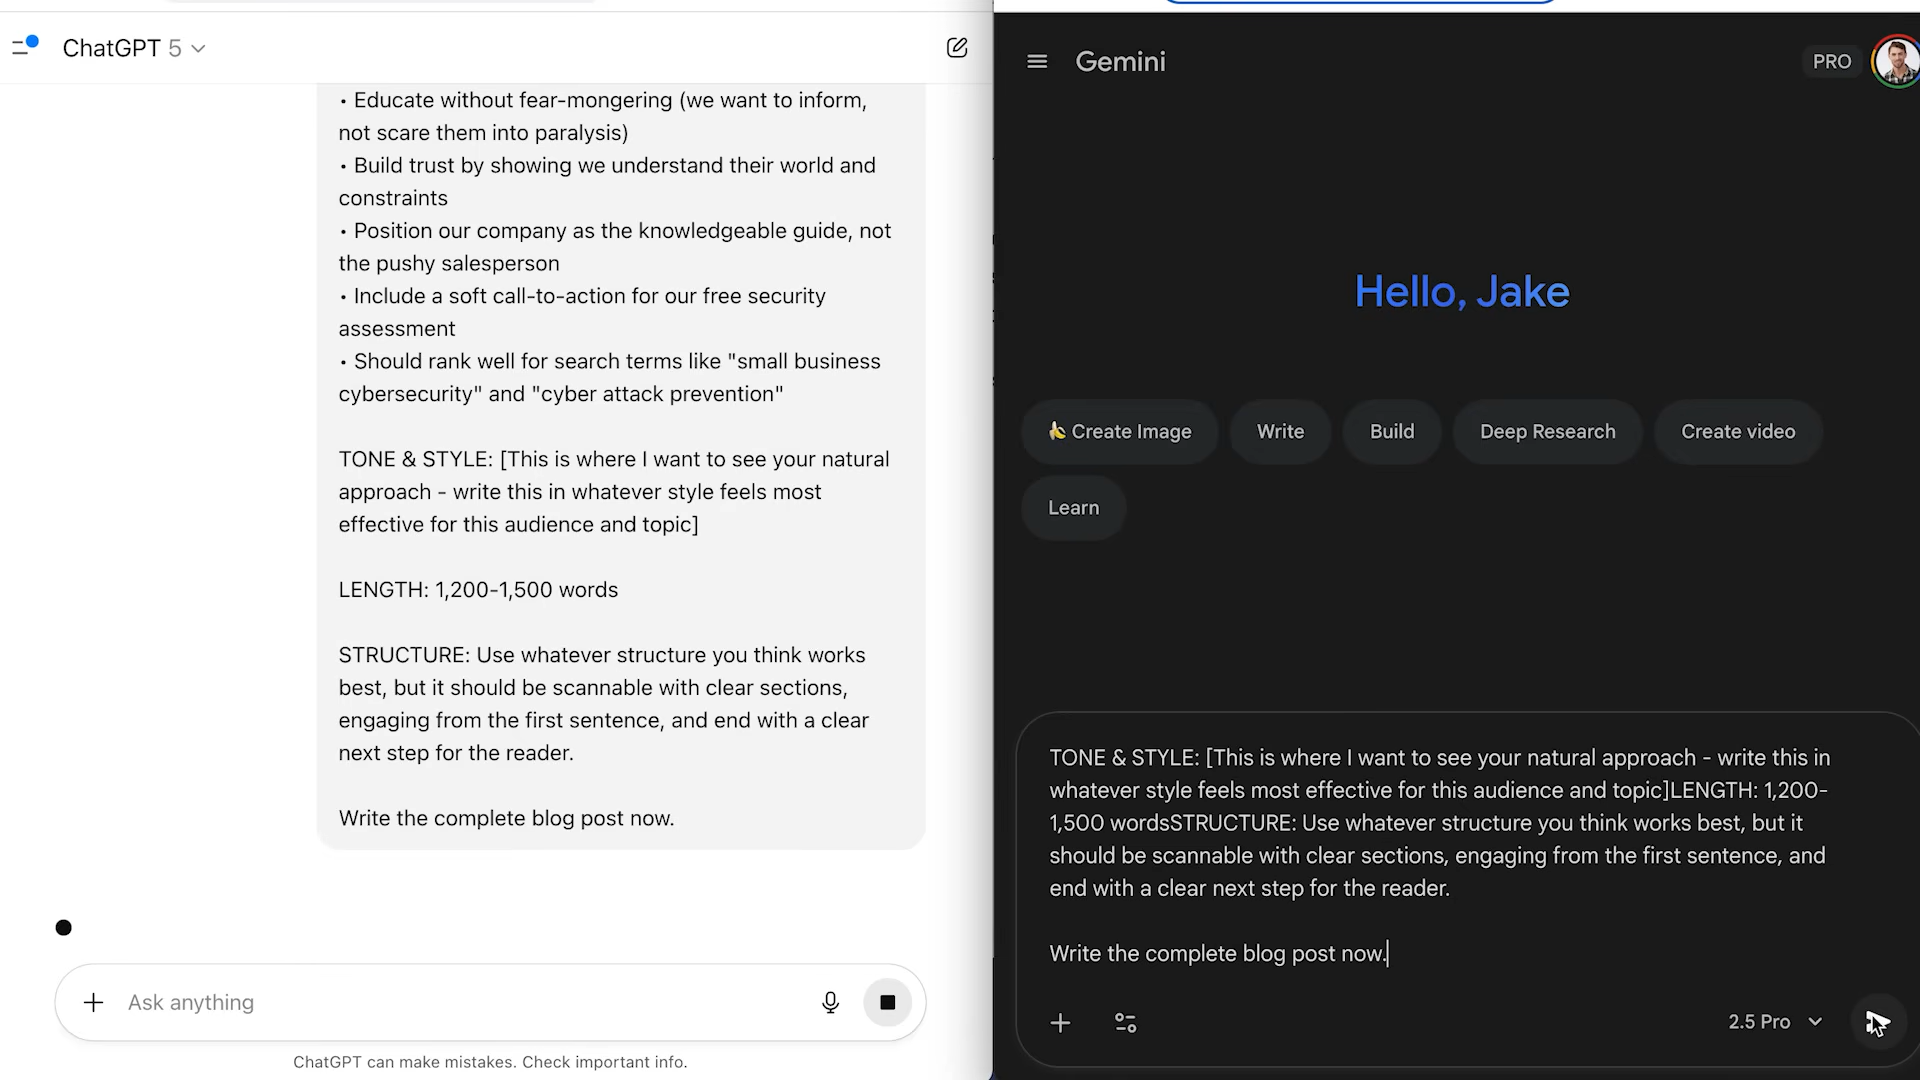 ChatGPT 5
• Educate without fear-mongering (we want to inform,
not scare them into paralysis)
• Build trust by showing we understand their world and
constraints
• Position our company as the knowledgeable guide, not
the pushy salesperson
• Include a soft call-to-action for our free security
assessment
• Should rank well for search terms like "small business
cybersecurity" and "cyber attack prevention"
TONE & STYLE: [This is where I want to see your natural
approach - write this in whatever style feels most
effective for this audience and topic]
LENGTH: 1,200-1,500 words
STRUCTURE: Use whatever structure you think works
best, but it should be scannable with clear sections,
engaging from the first sentence, and end with a clear
next step for the reader.
Write the complete blog post now.
Ask anything
ChatGPT can make mistakes. Check important info.
Gemini
PRO
Hello, Jake
Create Image
Write
Build
Deep Research
Create video
Learn
TONE & STYLE: [This is where I want to see your natural approach - write this in
whatever style feels most effective for this audience and topic]LENGTH: 1,200-
1,500 wordsSTRUCTURE: Use whatever structure you think works best, but it
should be scannable with clear sections, engaging from the first sentence, and
end with a clear next step for the reader.
Write the complete blog post now.
2.5 Pro